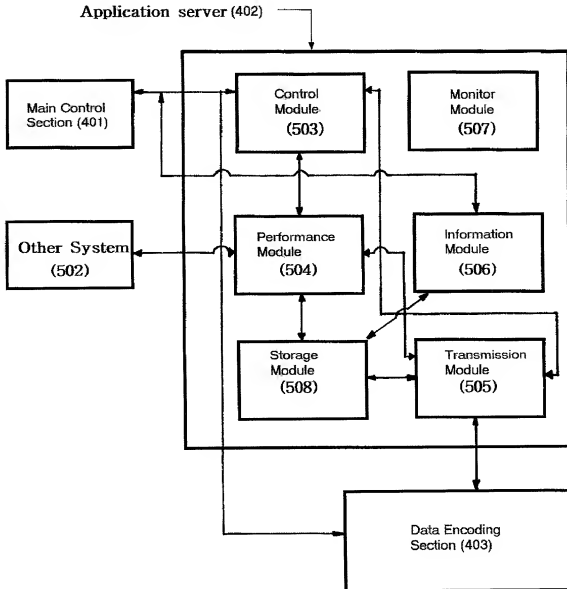 Application server (402)
Main Control
Section (401)
Control
Module
(503)
Monitor
Module
(507)
Other System
(502)
Performance
Module
(504)
Information
Module
(506)
Storage
Module
(508)
Transmission
Module
(505)
Data Encoding
Section (403)